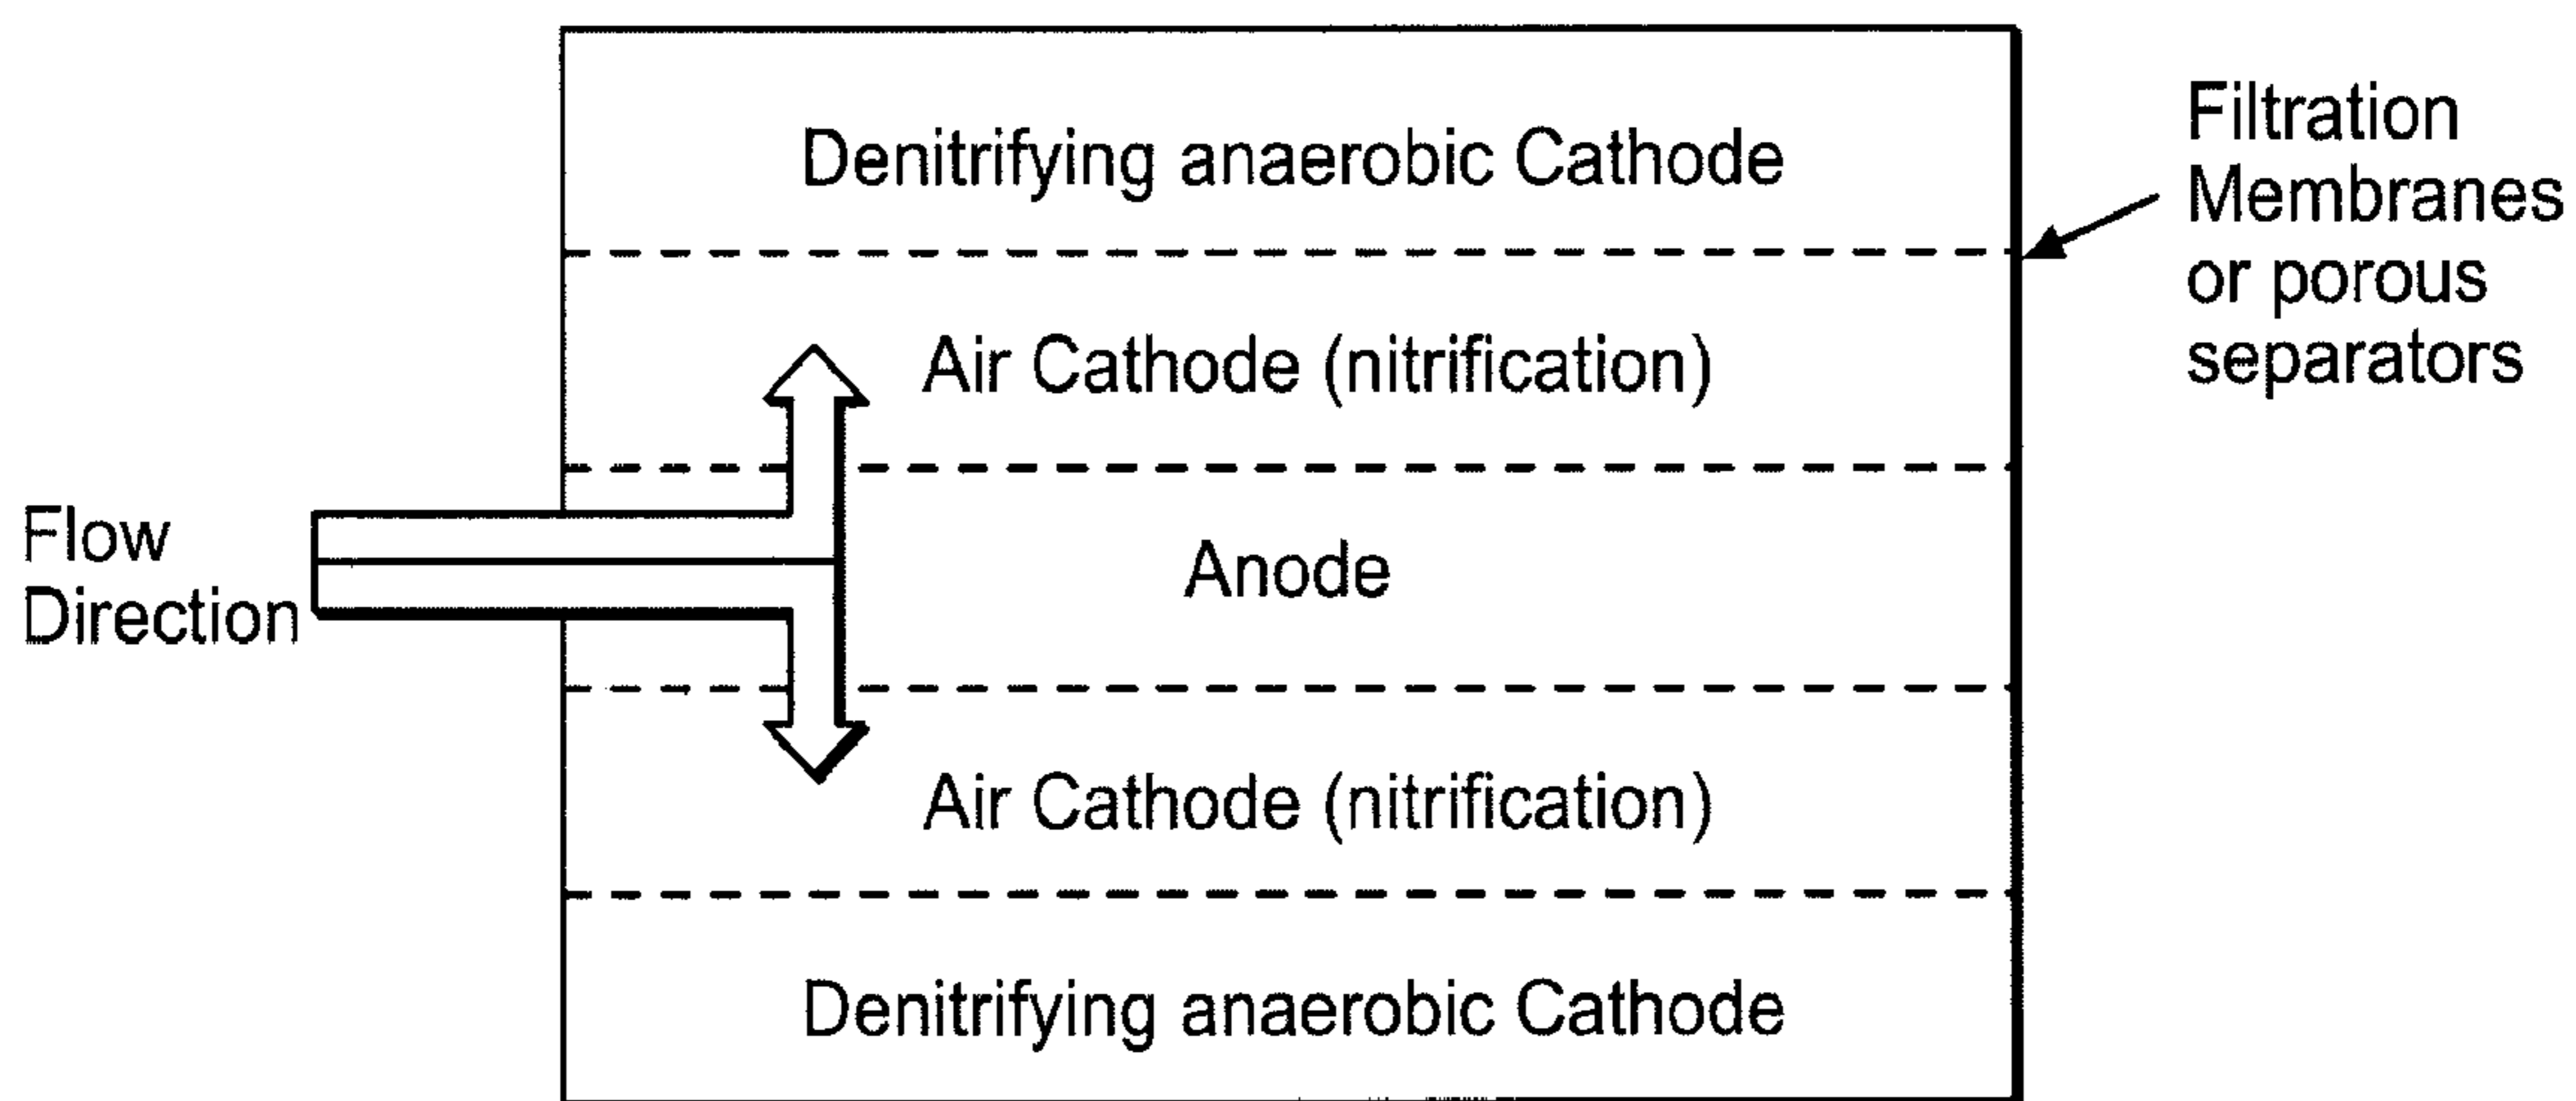 Denitrifying anaerobic Cathode
Filtration
Membranes
or porous
separators
Air Cathode (nitrification)
Flow
Direction
Anode
Air Cathode (nitrification)
Denitrifying anaerobic Cathode